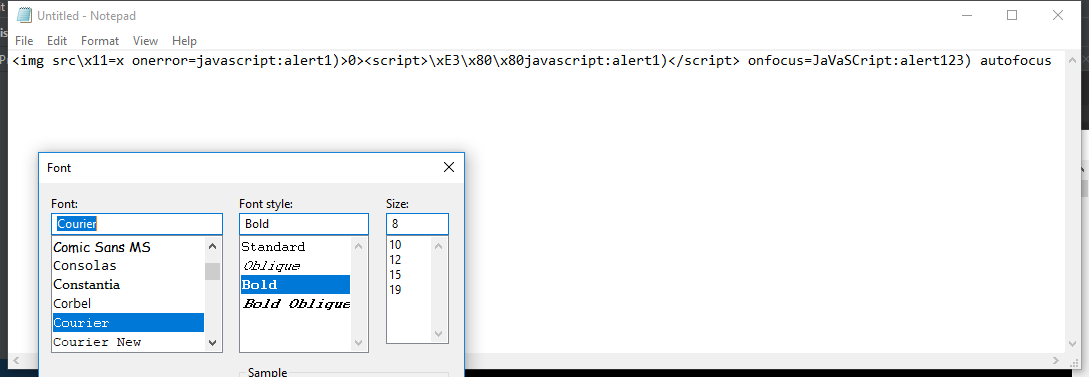 Untitled - Notepad
File Edit Format View Help
<img src\x11=x onerror=javascript:alert1)>0><script>\xE3\x80\x80javascript:alert1)</script> onfocus=JaVaSCript:alert123) autofocus
Font
Font: Font style: Size:
Courier Bold 8
Comic Sans MS Standard 10
Consolas Oblique 12
Constantia Bold 15
Corbel Bold Oblique 19
Courier
Courier New
Sample